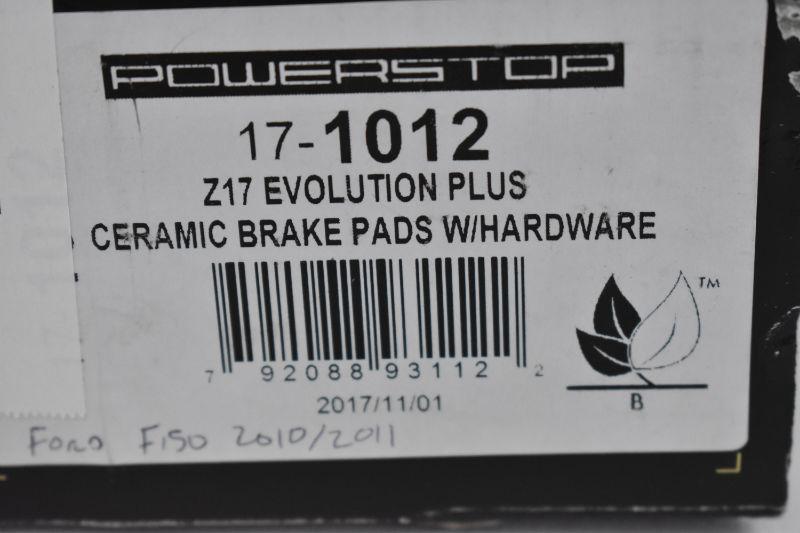 POWERSTOP
17-1012
Z17 EVOLUTION PLUS
CERAMIC BRAKE PADS W/HARDWARE
7 92088 93112 2
TM
B
2017/11/01
Ford F150 2010/2011